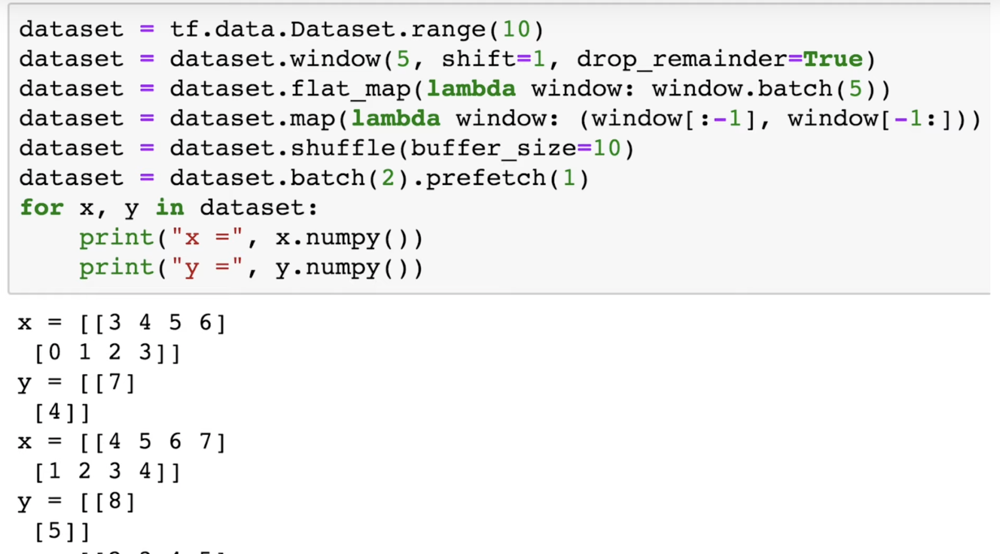 dataset = tf.data.Dataset.range(10)
dataset = dataset.window(5, shift=1, drop_remainder=True)
dataset = dataset.flat_map(lambda window: window.batch(5))
dataset = dataset.map(lambda window: (window[:-1], window[-1:]))
dataset = dataset.shuffle(buffer_size=10)
dataset = dataset.batch(2).prefetch(1)
for x, y in dataset:
    print("x =", x.numpy())
    print("y =", y.numpy())
x = [[3 4 5 6]
 [0 1 2 3]]
y = [[7]
 [4]]
x = [[4 5 6 7]
 [1 2 3 4]]
y = [[8]
 [5]]